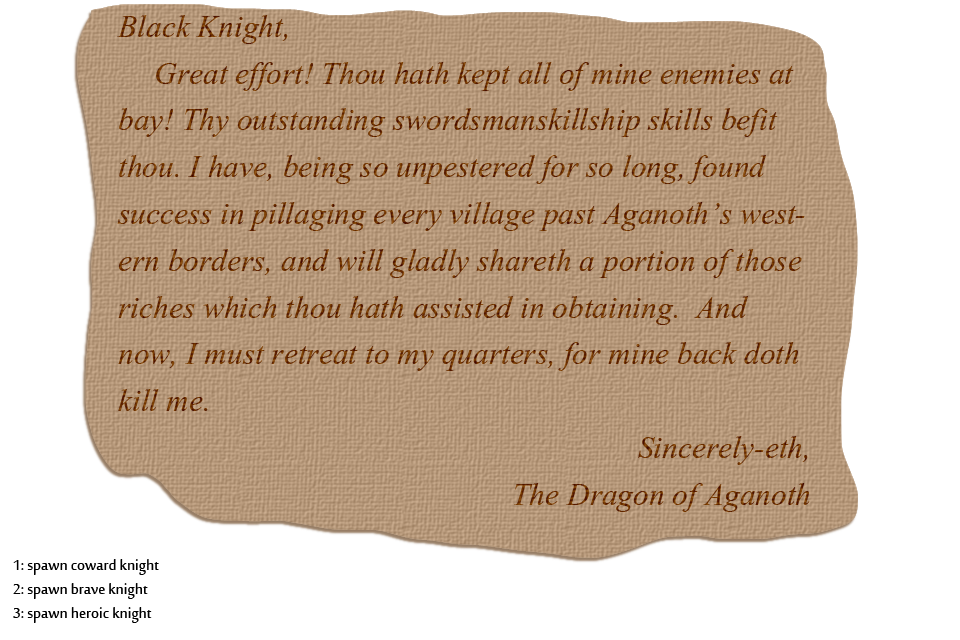 Black Knight,
Great effort! Thou hath kept all of mine enemies at
bay! Thy outstanding swordsmanskillship skills befit
thou. I have, being so unpestered for so long, found
success in pillaging every village past Aganoth’s west-
ern borders, and will gladly shareth a portion of those
riches which thou hath assisted in obtaining.  And
now, I must retreat to my quarters, for mine back doth
kill me.
Sincerely-eth,
The Dragon of Aganoth
1: spawn coward knight
2: spawn brave knight
3: spawn heroic knight